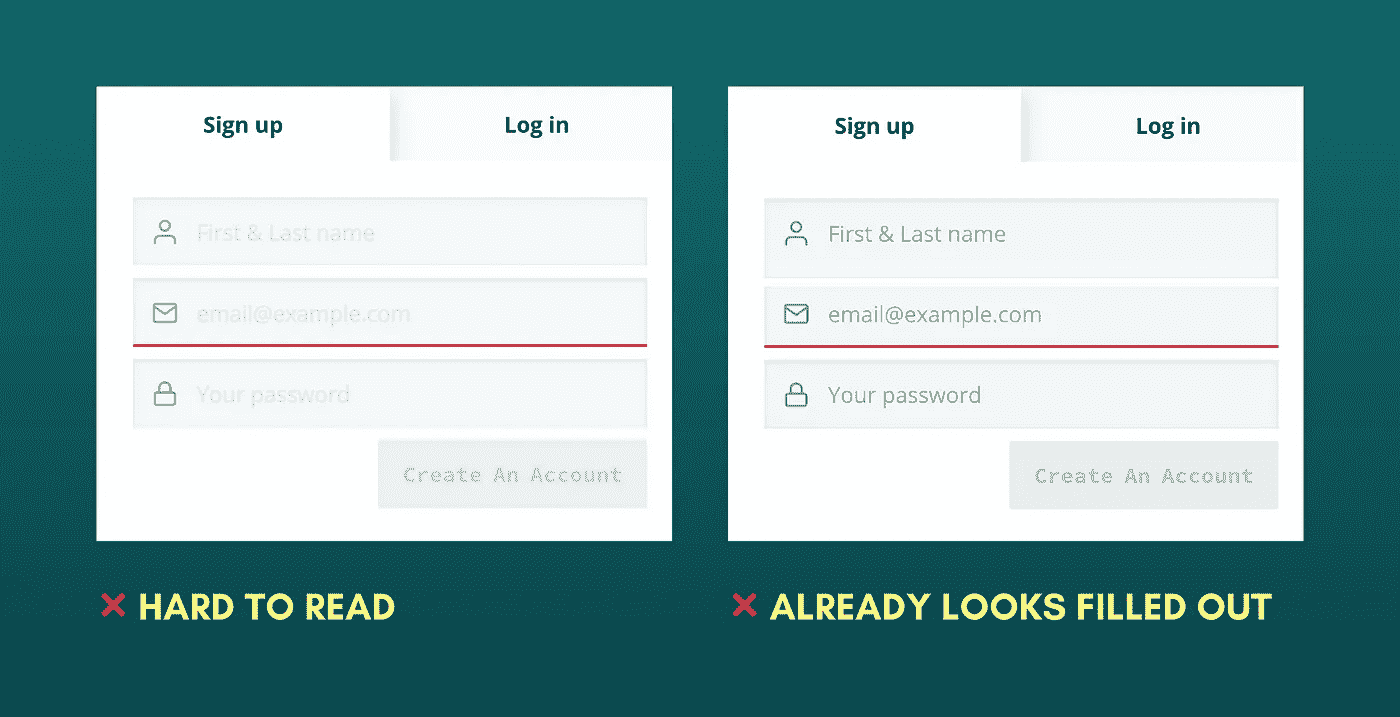 Sign up
Log in
First & Last name
email@example.com
Your password
Create An Account
HARD TO READ
Sign up
Log in
First & Last name
email@example.com
Your password
Create An Account
ALREADY LOOKS FILLED OUT